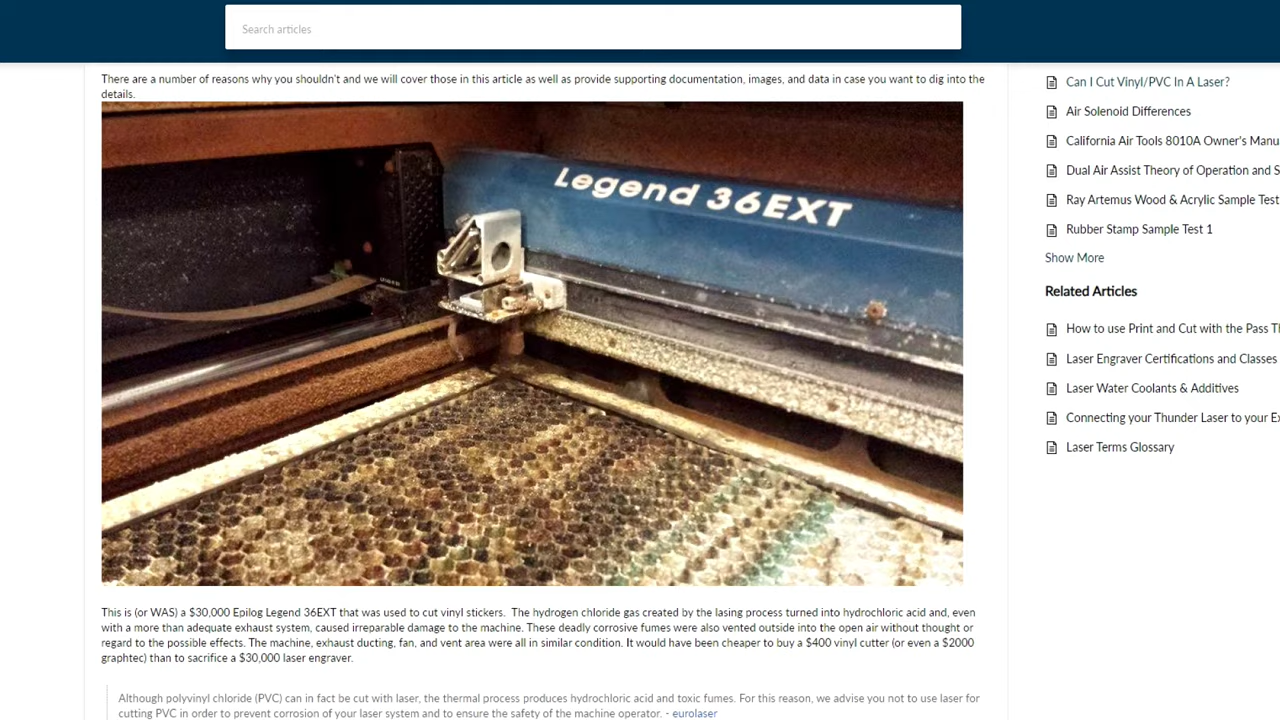 Search articles
There are a number of reasons why you shouldn't and we will cover those in this article as well as provide supporting documentation, images, and data in case you want to dig into the
details.
Legend 36EXT
This is (or WAS) a $30,000 Epilog Legend 36EXT that was used to cut vinyl stickers. The hydrogen chloride gas created by the lasing process turned into hydrochloric acid and, even
with a more than adequate exhaust system, caused irreparable damage to the machine. These deadly corrosive fumes were also vented outside into the open air without thought or
regard to the possible effects. The machine, exhaust ducting, fan, and vent area were all in similar condition. It would have been cheaper to buy a $400 vinyl cutter (or even a $2000
graphtec) than to sacrifice a $30,000 laser engraver.
Although polyvinyl chloride (PVC) can in fact be cut with laser, the thermal process produces hydrochloric acid and toxic fumes. For this reason, we advise you not to use laser for
cutting PVC in order to prevent corrosion of your laser system and to ensure the safety of the machine operator. - eurolaser
Can I Cut Vinyl/PVC In A Laser?
Air Solenoid Differences
California Air Tools 8010A Owner's Manu
Dual Air Assist Theory of Operation and S
Ray Artemus Wood & Acrylic Sample Test
Rubber Stamp Sample Test 1
Show More
Related Articles
How to use Print and Cut with the Pass Th
Laser Engraver Certifications and Classes
Laser Water Coolants & Additives
Connecting your Thunder Laser to your Ex
Laser Terms Glossary